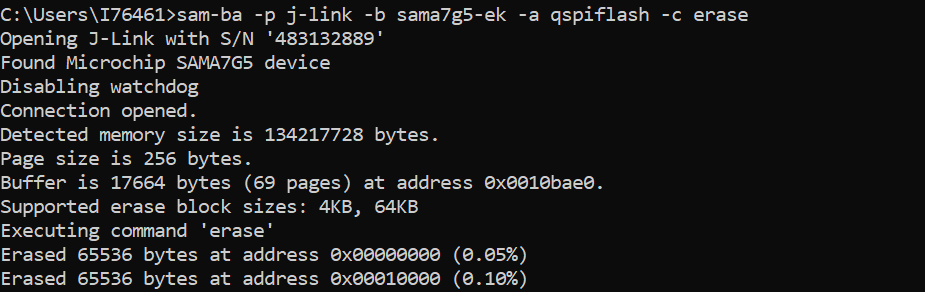 C:\Users\I76461>sam-ba -p j-link -b sama7g5-ek -a qspiflash -c erase
Opening J-Link with S/N '483132889'
Found Microchip SAMA7G5 device
Disabling watchdog
Connection opened.
Detected memory size is 134217728 bytes.
Page size is 256 bytes.
Buffer is 17664 bytes (69 pages) at address 0x0010bae0.
Supported erase block sizes: 4KB, 64KB
Executing command 'erase'
Erased 65536 bytes at address 0x00000000 (0.05%)
Erased 65536 bytes at address 0x00010000 (0.10%)